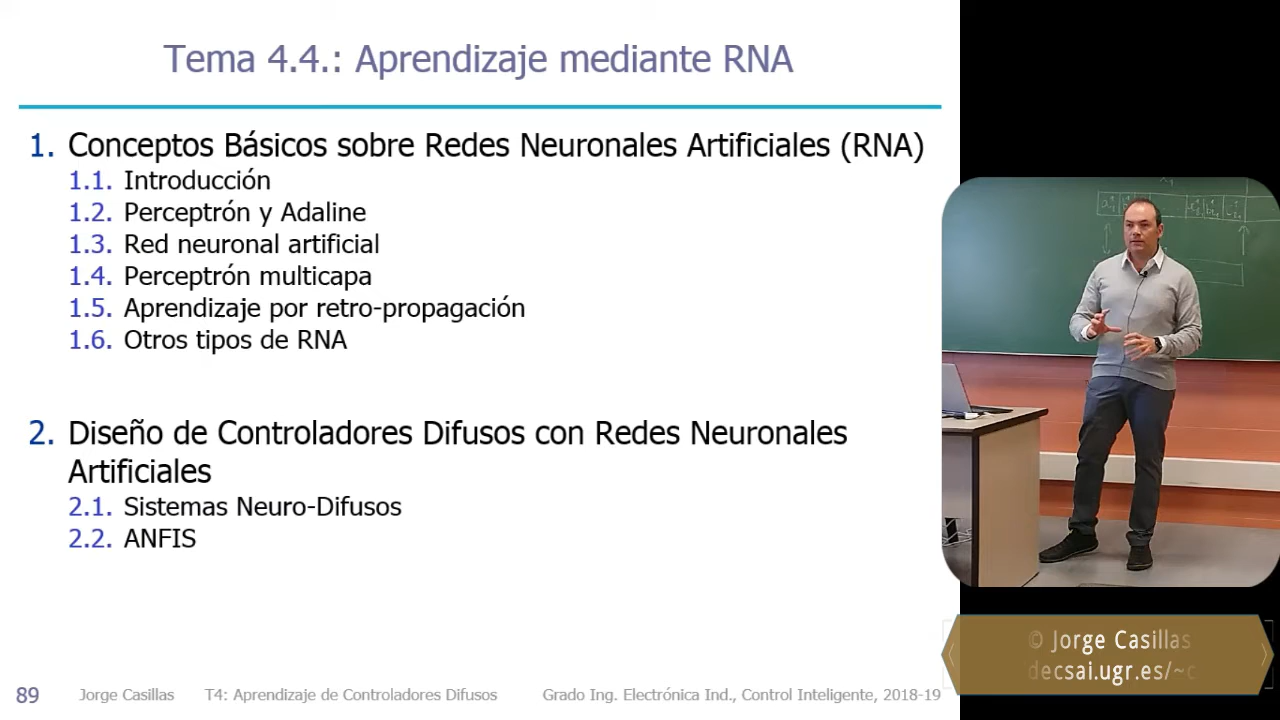 Tema 4.4.: Aprendizaje mediante RNA
1. Conceptos Básicos sobre Redes Neuronales Artificiales (RNA)
1.1. Introducción
1.2. Perceptrón y Adaline
1.3. Red neuronal artificial
1.4. Perceptrón multicapa
1.5. Aprendizaje por retro-propagación
1.6. Otros tipos de RNA
2. Diseño de Controladores Difusos con Redes Neuronales
Artificiales
2.1. Sistemas Neuro-Difusos
2.2. ANFIS
© Jorge Casillas
decsai.ugr.es/~c
89 Jorge Casillas T4: Aprendizaje de Controladores Difusos Grado Ing. Electrónica Ind., Control Inteligente, 2018-19